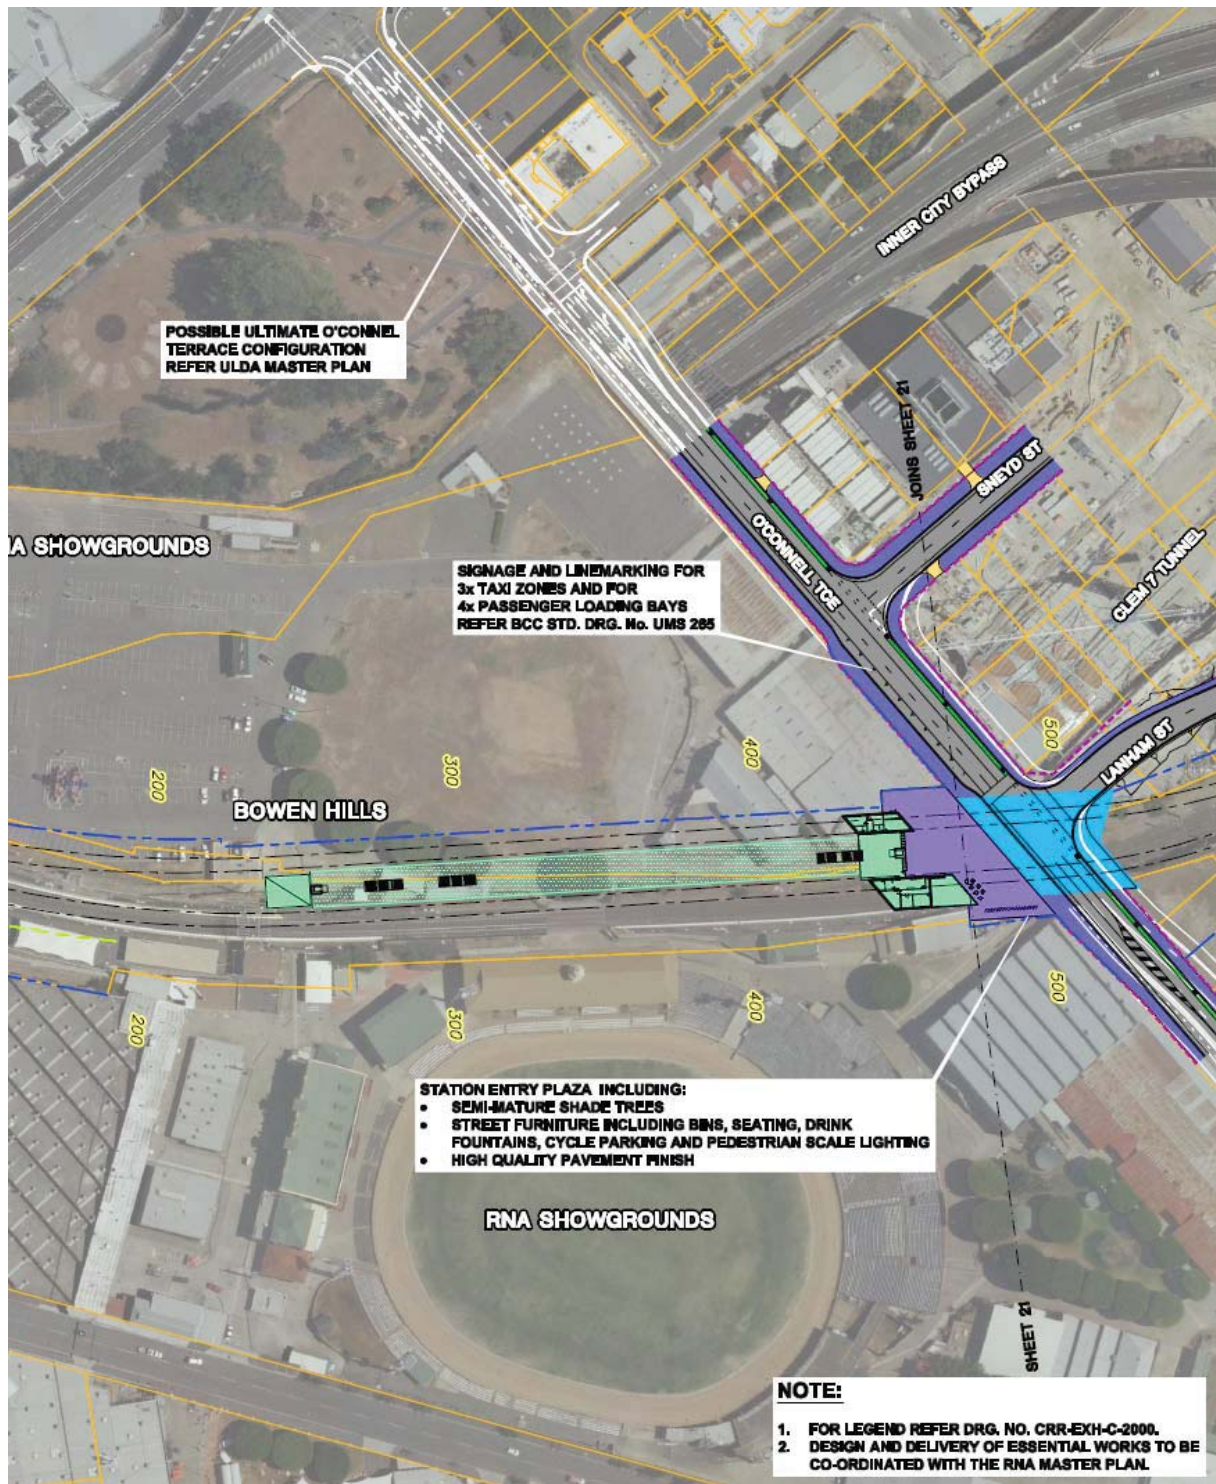 INNER CITY BYPASS
POSSIBLE ULTIMATE O'CONNEL
TERRACE CONFIGURATION
REFER ULDA MASTER PLAN
JOINS SHEET 21
SNEYD ST
O'CONNELL TCE
IA SHOWGROUNDS
SIGNAGE AND LINEMARKING FOR
3x TAXI ZONES AND FOR
4x PASSENGER LOADING BAYS
REFER BCC STD. DRG. No. UMS 265
CLEM 7 TUNNEL
LANHAM ST
500
400
300
200
BOWEN HILLS
200
300
400
500
STATION ENTRY PLAZA INCLUDING:
• SEMI-MATURE SHADE TREES
• STREET FURNITURE INCLUDING BINS, SEATING, DRINK
FOUNTAINS, CYCLE PARKING AND PEDESTRIAN SCALE LIGHTING
• HIGH QUALITY PAVEMENT FINISH
RNA SHOWGROUNDS
SHEET 21
NOTE:
1. FOR LEGEND REFER DRG. NO. CRR-EXH-C-2000.
2. DESIGN AND DELIVERY OF ESSENTIAL WORKS TO BE
CO-ORDINATED WITH THE RNA MASTER PLAN.